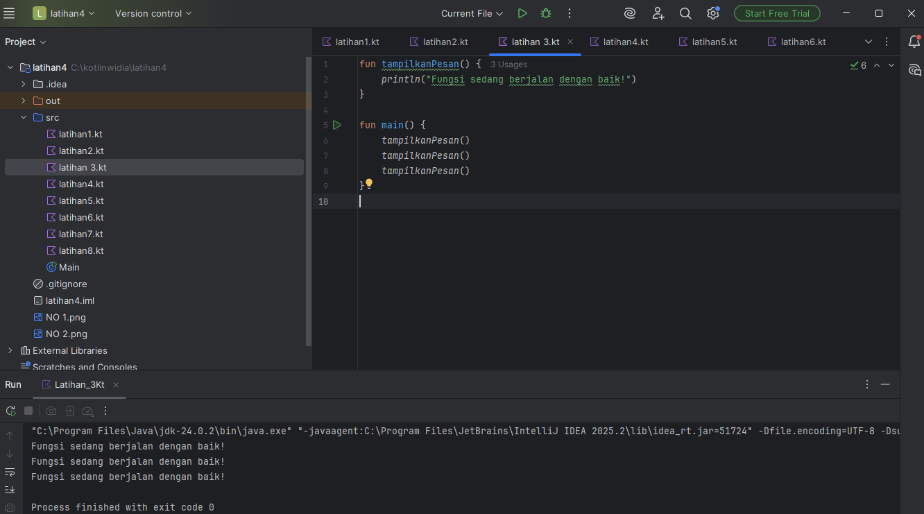 L latihan4 Version control Current File Start Free Trial
Project
latihan1.kt latihan2.kt latihan 3.kt latihan4.kt latihan5.kt latihan6.kt
latihan4 C:\kotlinwidia\latihan4
.idea
out
src
latihan1.kt
latihan2.kt
latihan 3.kt
latihan4.kt
latihan5.kt
latihan6.kt
latihan7.kt
latihan8.kt
Main
.gitignore
latihan4.iml
NO 1.png
NO 2.png
External Libraries
Scratches and Consoles
1 fun tampilkanPesan() { 3 Usages
2 println("Fungsi sedang berjalan dengan baik!")
3 }
4
5 fun main() {
6 tampilkanPesan()
7 tampilkanPesan()
8 tampilkanPesan()
9 }
10
6
Run Latihan_3Kt
"C:\Program Files\Java\jdk-24.0.2\bin\java.exe" "-javaagent:C:\Program Files\JetBrains\IntelliJ IDEA 2025.2\lib\idea_rt.jar=51724" -Dfile.encoding=UTF-8 -Dsu
Fungsi sedang berjalan dengan baik!
Fungsi sedang berjalan dengan baik!
Fungsi sedang berjalan dengan baik!
Process finished with exit code 0